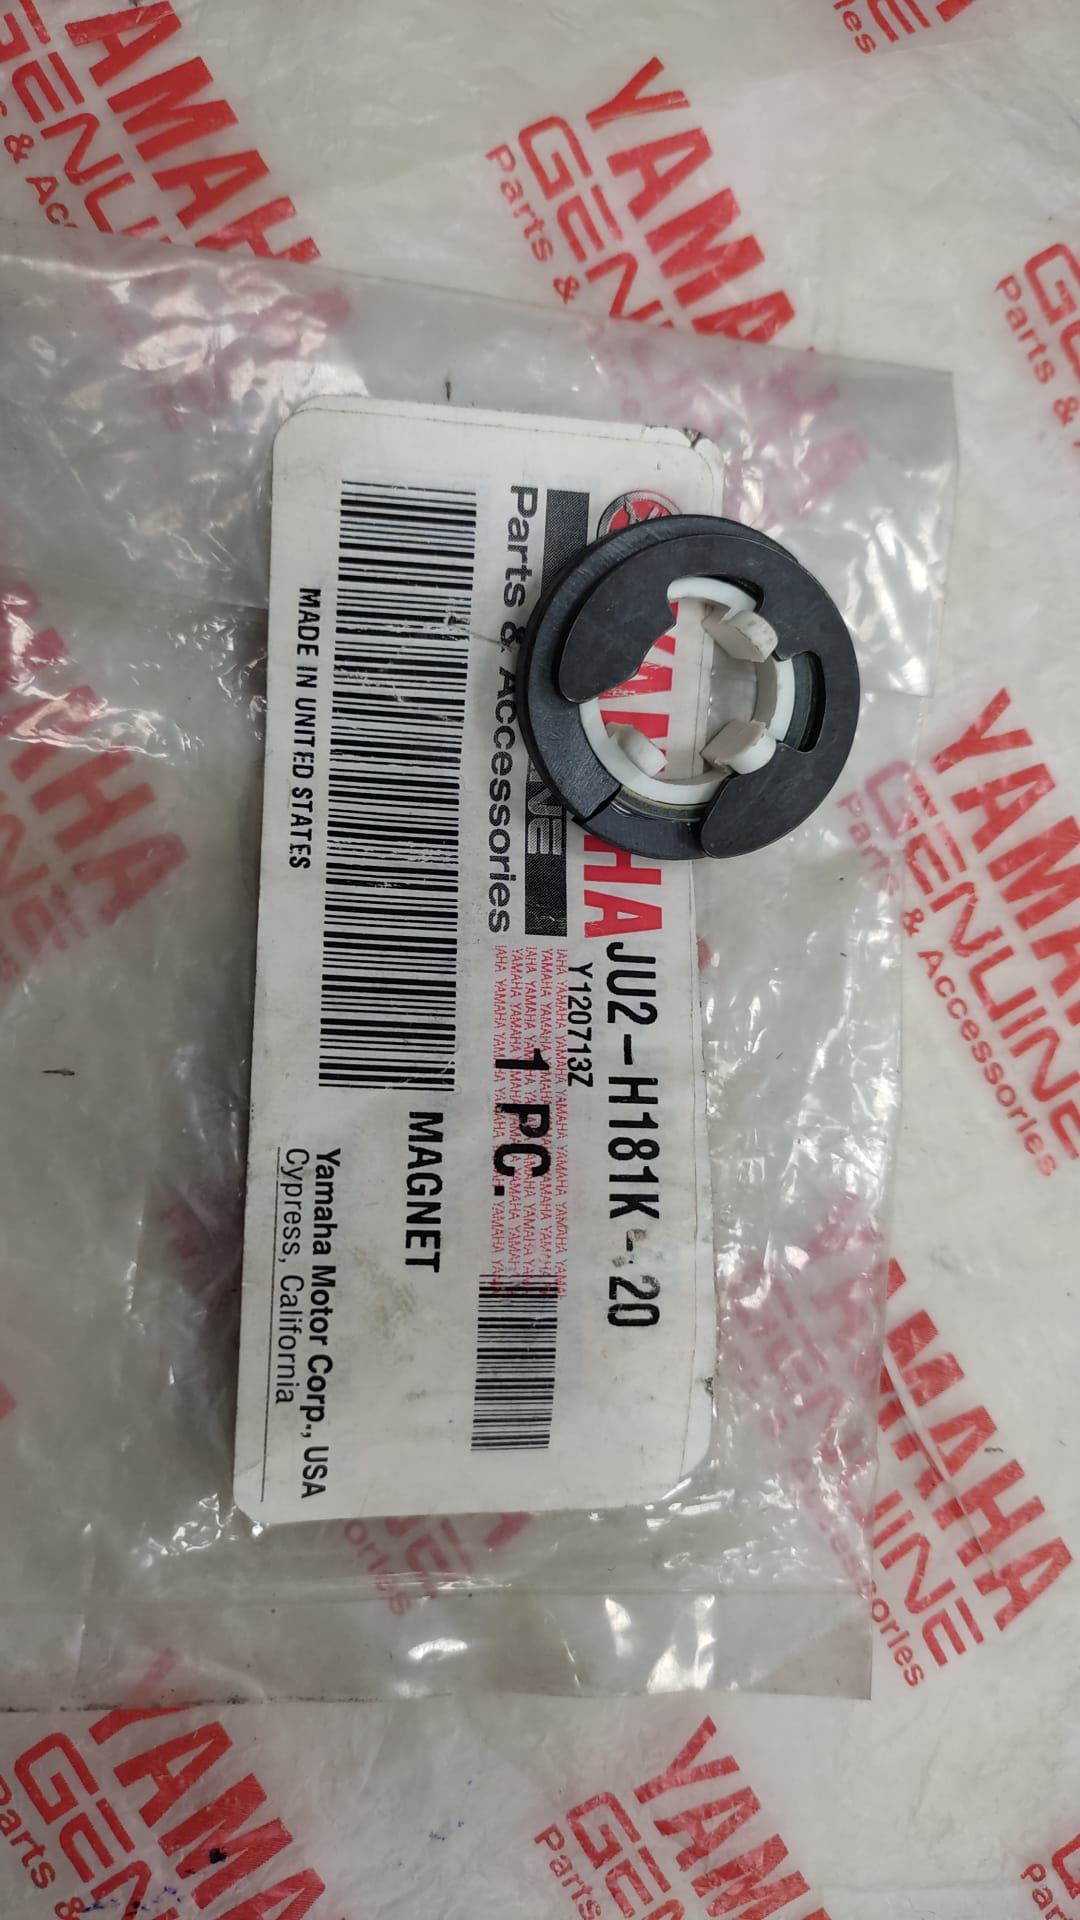 YAMAHA
GENUINE
Parts & Accessories
JU2-H181K-20
Y120713Z
1 PC.
MAGNET
MADE IN UNITED STATES
Yamaha Motor Corp., USA
Cypress, California
YAMAHA
GENUINE
Parts & Accessories